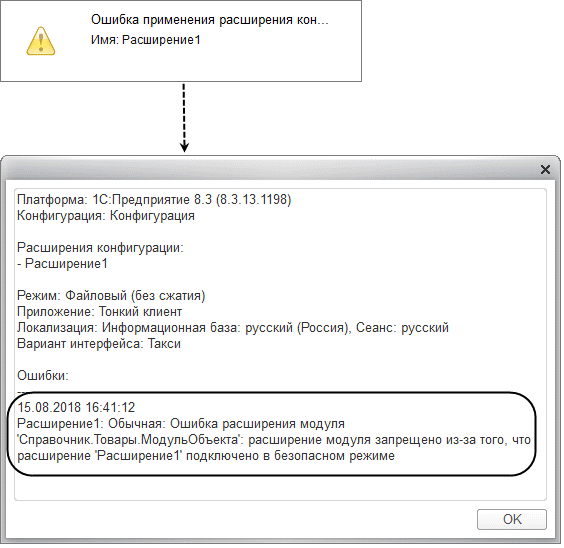 Ошибка применения расширения кон...
Имя: Расширение1
Платформа: 1С:Предприятие 8.3 (8.3.13.1198)
Конфигурация: Конфигурация
Расширения конфигурации:
- Расширение1
Режим: Файловый (без сжатия)
Приложение: Тонкий клиент
Локализация: Информационная база: русский (Россия), Сеанс: русский
Вариант интерфейса: Такси
Ошибки:
15.08.2018 16:41:12
Расширение1: Обычная: Ошибка расширения модуля
'Справочник.Товары.МодульОбъекта': расширение модуля запрещено из-за того, что
расширение 'Расширение1' подключено в безопасном режиме
OK